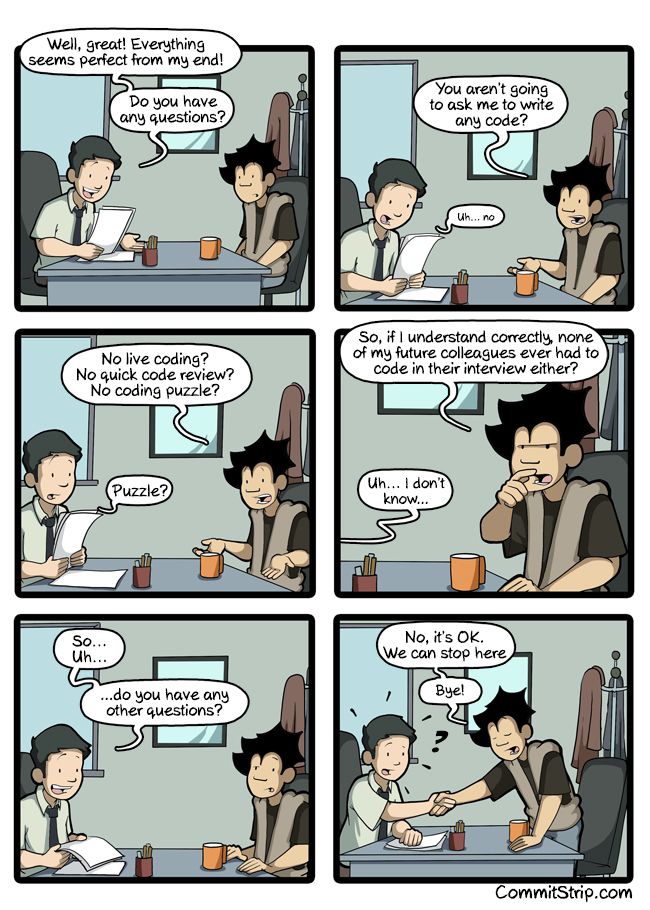 Well, great! Everything
seems perfect from my end!
Do you have
any questions?
You aren't going
to ask me to write
any code?
Uh... no
No live coding?
No quick code review?
No coding puzzle?
Puzzle?
So, if I understand correctly, none
of my future colleagues ever had to
code in their interview either?
Uh... I don't
know...
So...
Uh...
...do you have any
other questions?
No, it's OK.
We can stop here
Bye!
?
CommitStrip.com